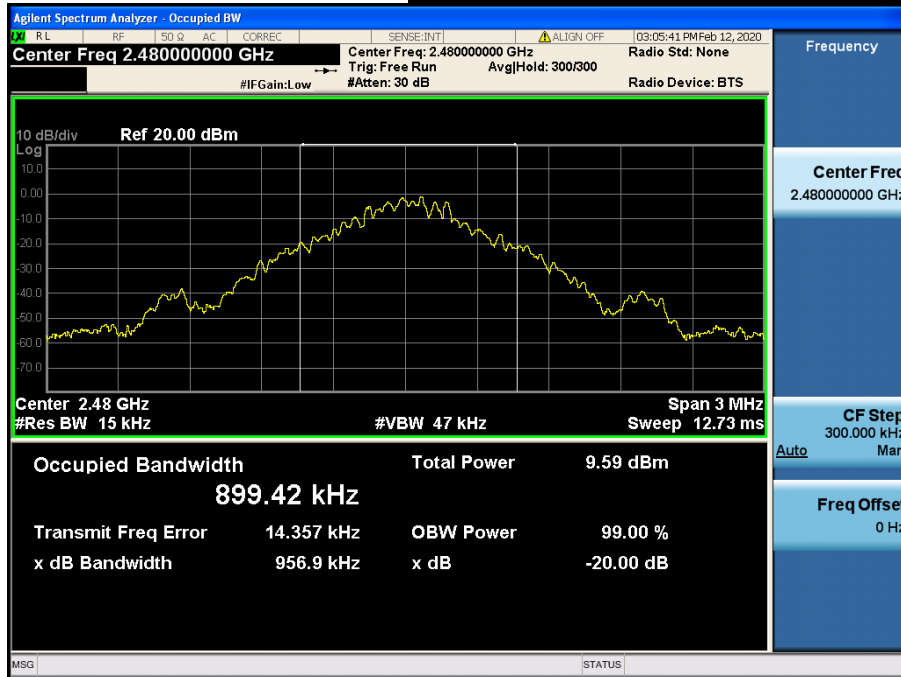 Agilent Spectrum Analyzer - Occupied BW
LXI RL RF 50 Ω AC CORREC SENSE:INT ALIGN OFF 03:05:41 PMFeb 12, 2020
Center Freq 2.480000000 GHz
Center Freq: 2.480000000 GHz Radio Std: None
Trig: Free Run Avg|Hold: 300/300
#IFGain:Low #Atten: 30 dB Radio Device: BTS
10 dB/div Ref 20.00 dBm
Log
10.0
0.00
-10.0
-20.0
-30.0
-40.0
-50.0
-60.0
-70.0
Center 2.48 GHz Span 3 MHz
#Res BW 15 kHz #VBW 47 kHz Sweep 12.73 ms
Occupied Bandwidth Total Power 9.59 dBm
899.42 kHz
Transmit Freq Error 14.357 kHz OBW Power 99.00 %
x dB Bandwidth 956.9 kHz x dB -20.00 dB
MSG STATUS
Frequency
Center Freq
2.480000000 GHz
CF Step
300.000 kHz
Auto Man
Freq Offset
0 Hz